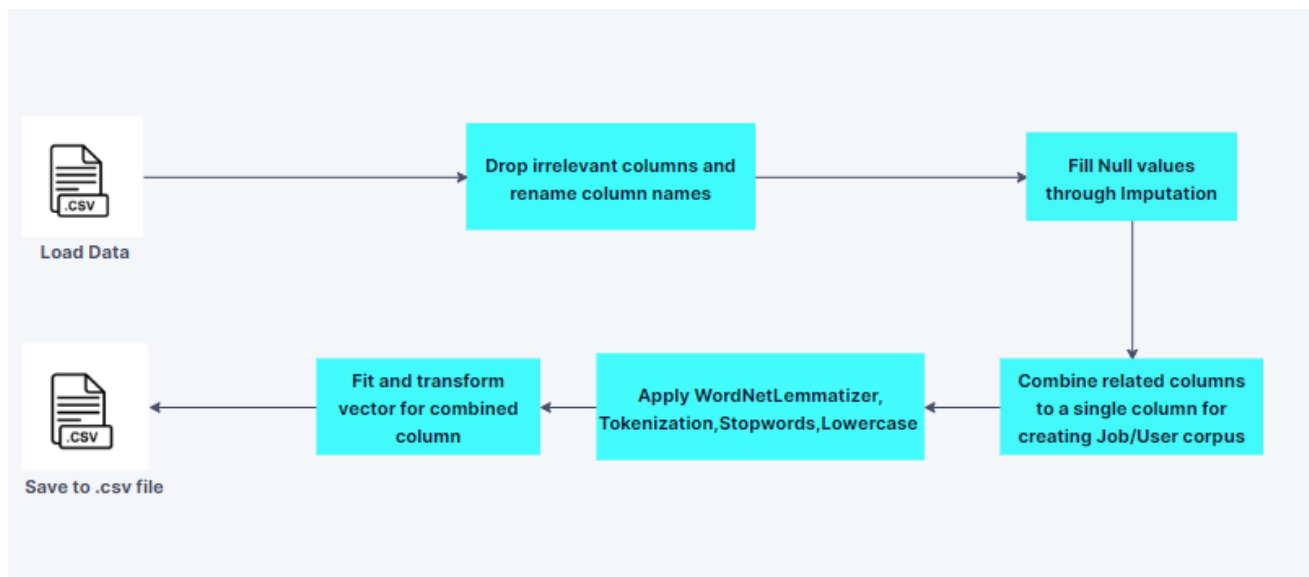 .CSV
Load Data
Drop irrelevant columns and
rename column names
Fill Null values
through Imputation
Combine related columns
to a single column for
creating Job/User corpus
Apply WordNetLemmatizer,
Tokenization,Stopwords,Lowercase
Fit and transform
vector for combined
column
.CSV
Save to .csv file